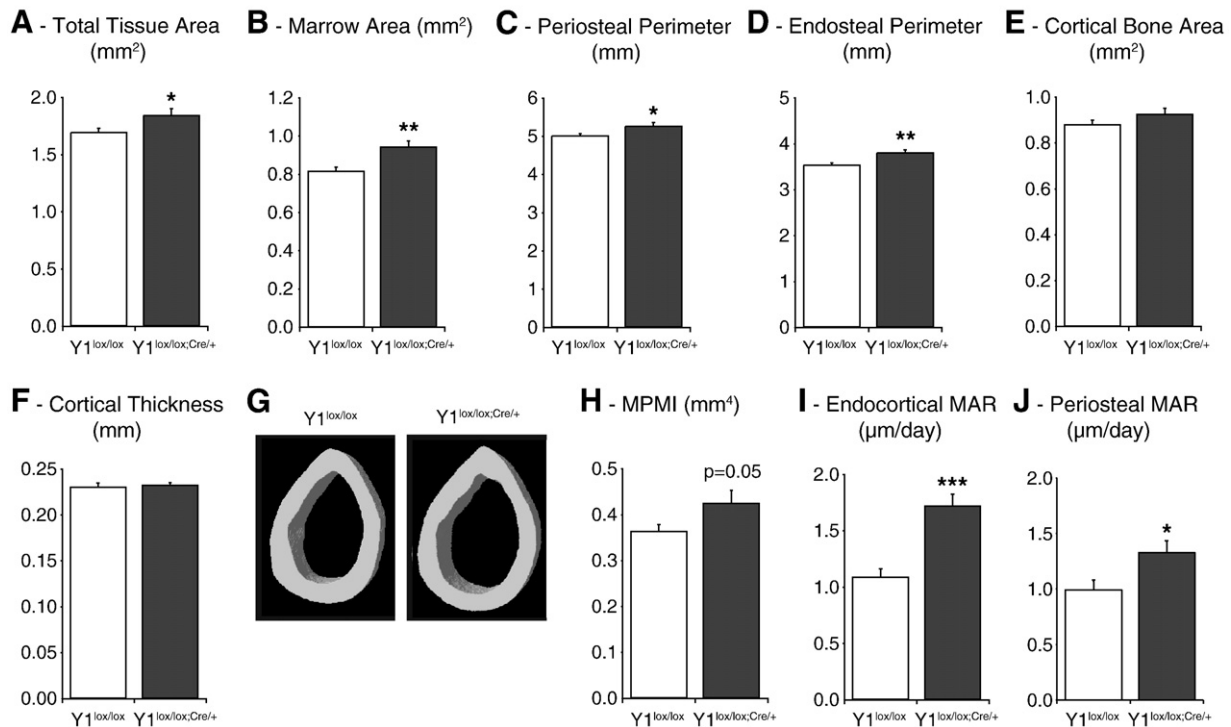 A - Total Tissue Area
(mm²)
2.0
1.5
1.0
0.5
0.0
*
Y1lox/lox Y1lox/lox;Cre/+
B - Marrow Area (mm²)
1.2
1.0
0.8
0.6
0.4
0.2
0.0
**
Y1lox/lox Y1lox/lox;Cre/+
C - Periosteal Perimeter
(mm)
6
5
4
3
2
1
0
*
Y1lox/lox Y1lox/lox;Cre/+
D - Endosteal Perimeter
(mm)
5
4
3
2
1
0
**
Y1lox/lox Y1lox/lox;Cre/+
E - Cortical Bone Area
(mm²)
1.0
0.8
0.6
0.4
0.2
0.0
Y1lox/lox Y1lox/lox;Cre/+
F - Cortical Thickness
(mm)
0.25
0.20
0.15
0.10
0.05
0.00
Y1lox/lox Y1lox/lox;Cre/+
G
Y1lox/lox Y1lox/lox;Cre/+
H - MPMI (mm⁴)
0.5
0.4
0.3
0.2
0.1
0.0
p=0.05
Y1lox/lox Y1lox/lox;Cre/+
I - Endocortical MAR
(µm/day)
2.0
1.5
1.0
0.5
0.0
***
Y1lox/lox Y1lox/lox;Cre/+
J - Periosteal MAR
(µm/day)
2.0
1.5
1.0
0.5
0.0
*
Y1lox/lox Y1lox/lox;Cre/+